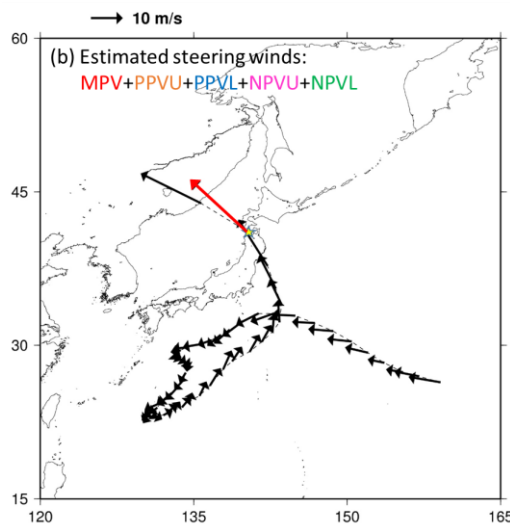 10 m/s
60
(b) Estimated steering winds:
MPV+PPVU+PPVL+NPVU+NPVL
45
30
15
120 135 150 165